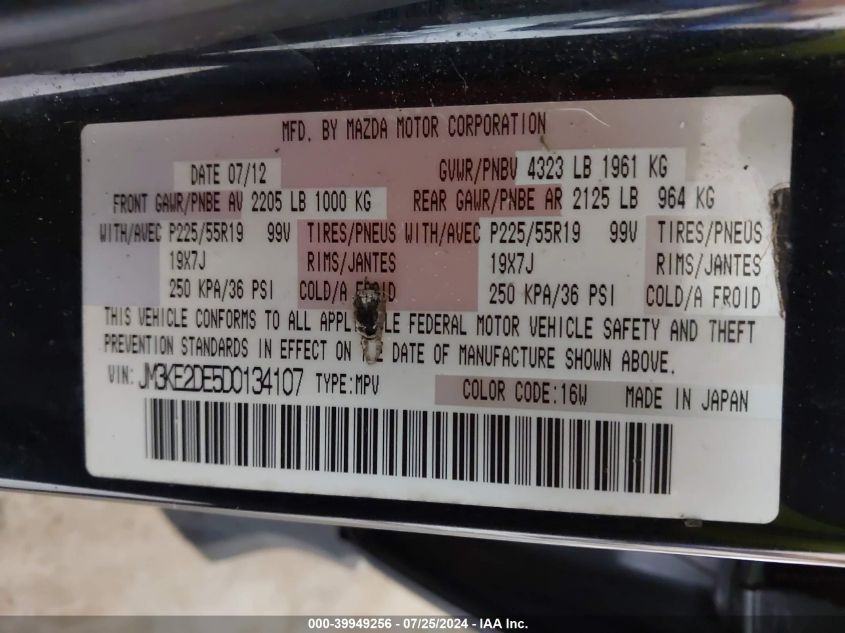 MFD. BY MAZDA MOTOR CORPORATION
DATE 07/12 GVWR/PNBV 4323 LB 1961 KG
FRONT GAWR/PNBE AV 2205 LB 1000 KG REAR GAWR/PNBE AR 2125 LB 964 KG
WITH/AVEC P225/55R19 99V TIRES/PNEUS WITH/AVEC P225/55R19 99V TIRES/PNEUS
19X7J RIMS/JANTES 19X7J RIMS/JANTES
250 KPA/36 PSI COLD/A FROID 250 KPA/36 PSI COLD/A FROID
THIS VEHICLE CONFORMS TO ALL FEDERAL MOTOR VEHICLE SAFETY AND THEFT
PREVENTION STANDARDS IN EFFECT ON DATE OF MANUFACTURE SHOWN ABOVE.
VIN: JM3KE2DE5D0134107 TYPE:MPV COLOR CODE:16W MADE IN JAPAN
000-39949256 - 07/25/2024 - IAA Inc.